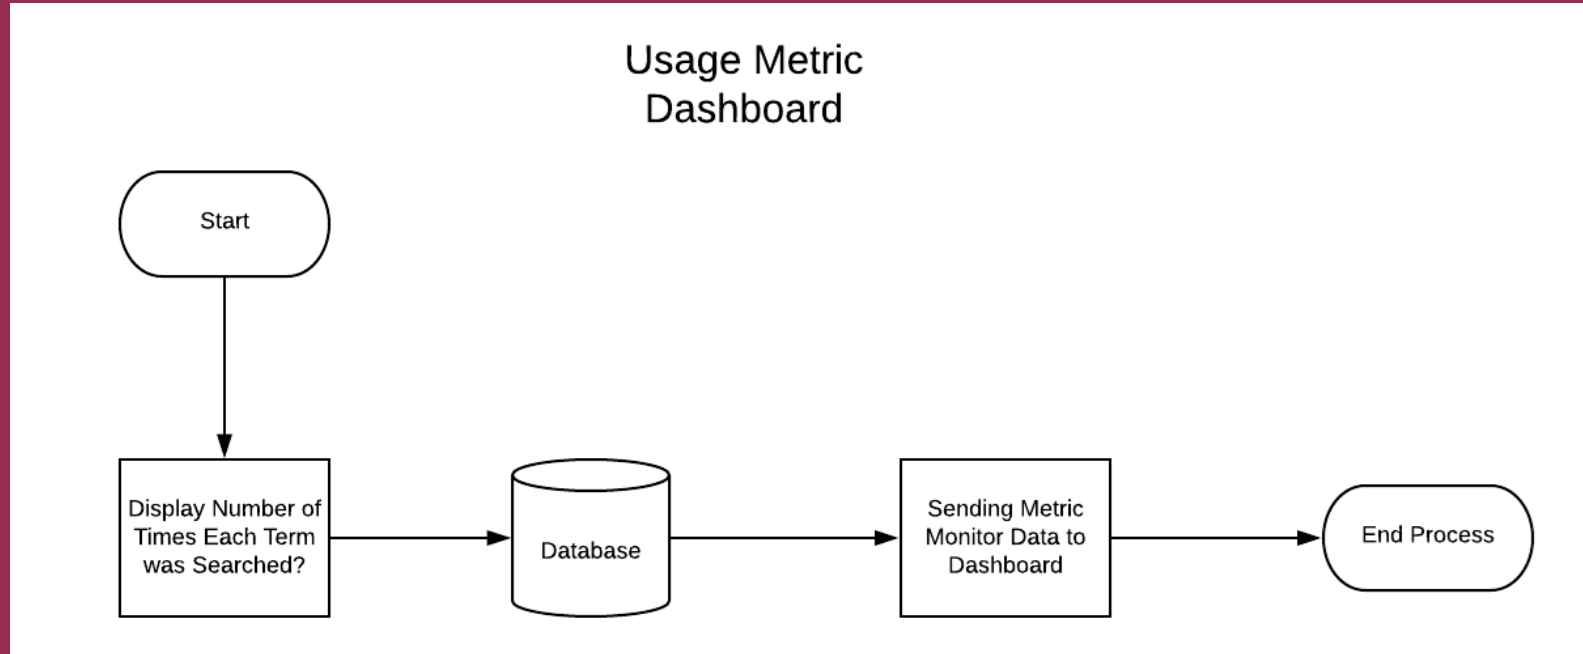 Usage Metric
Dashboard
Start
Display Number of
Times Each Term
was Searched?
Database
Sending Metric
Monitor Data to
Dashboard
End Process